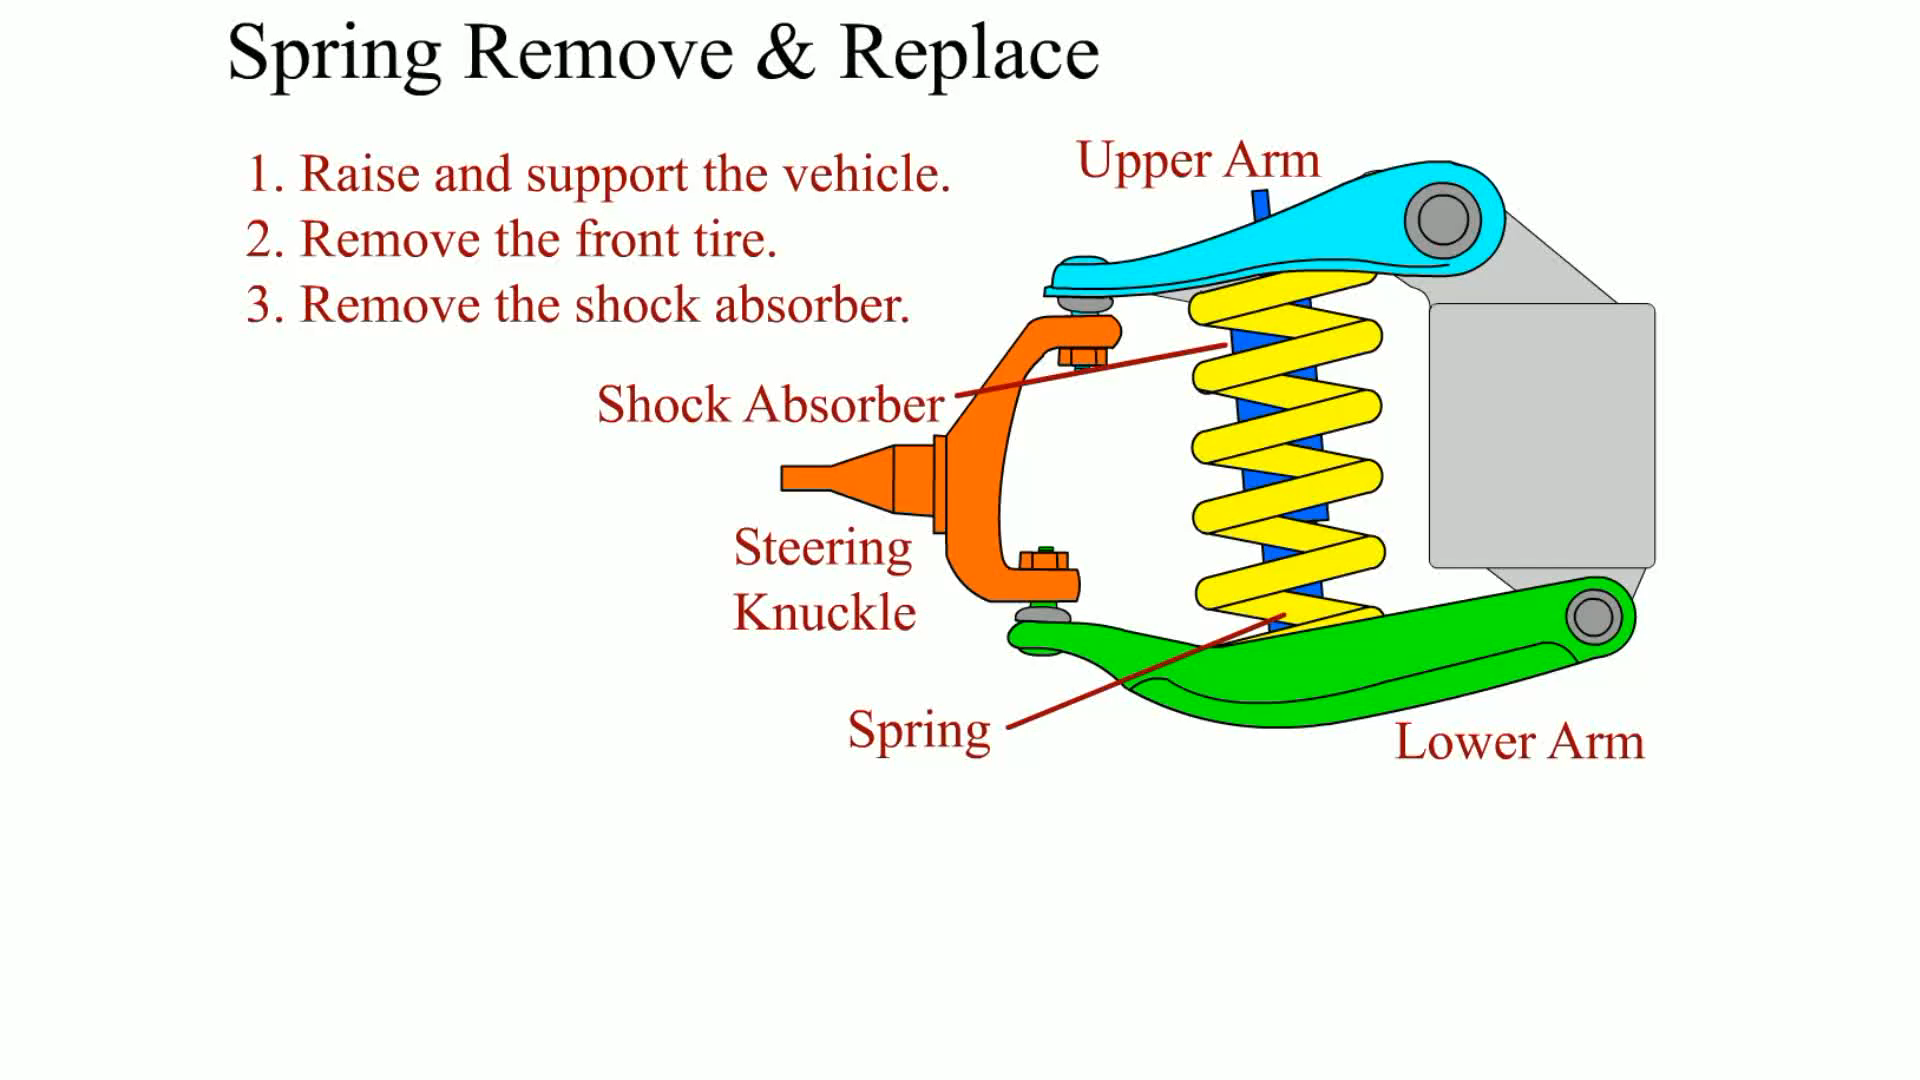 Spring Remove & Replace
1. Raise and support the vehicle.
2. Remove the front tire.
3. Remove the shock absorber.
Upper Arm
Shock Absorber
Steering
Knuckle
Spring
Lower Arm